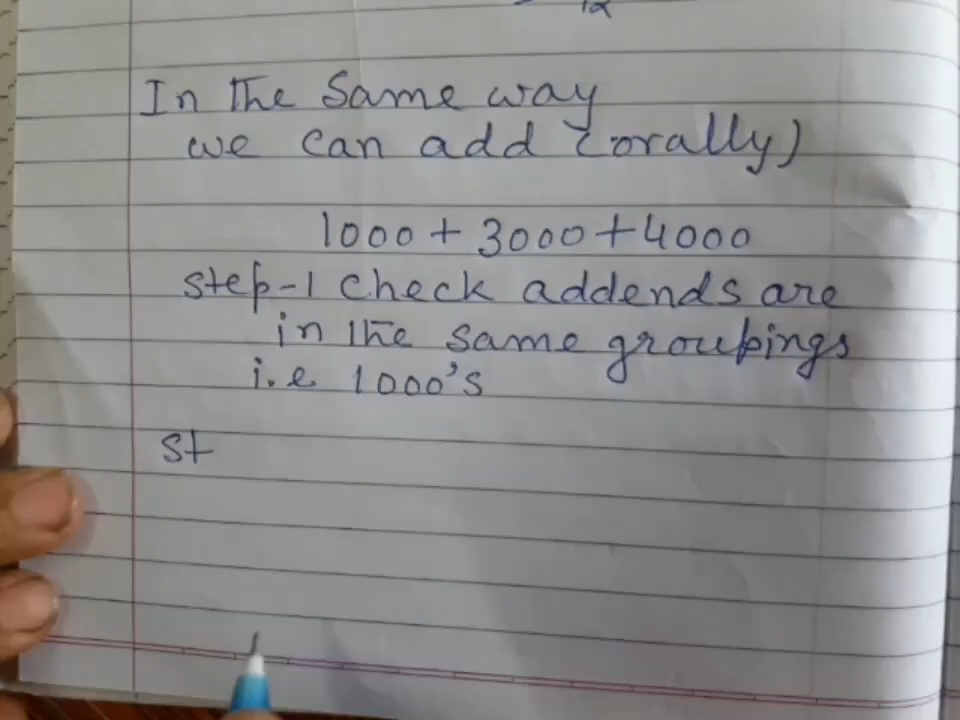 12
In the Same way
we can add (orally)
1000 + 3000 + 4000
step-1 check addends are
in the same groupings
i.e 1000's
st